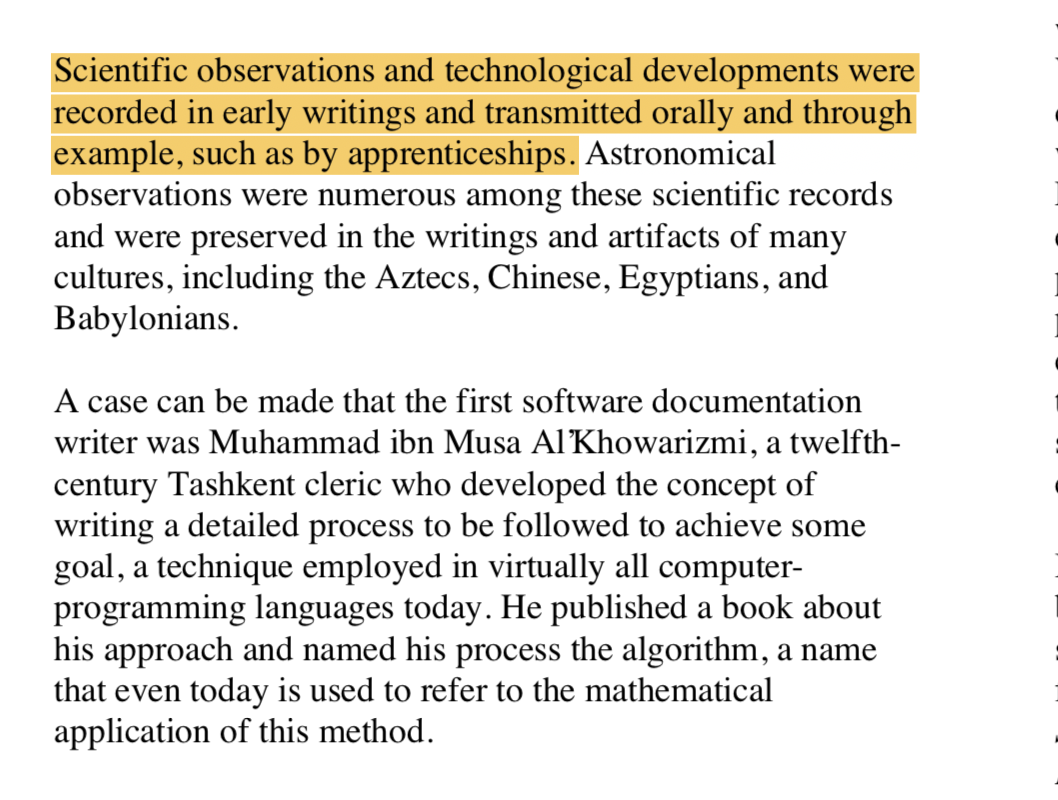 Scientific observations and technological developments were
recorded in early writings and transmitted orally and through
example, such as by apprenticeships. Astronomical
observations were numerous among these scientific records
and were preserved in the writings and artifacts of many
cultures, including the Aztecs, Chinese, Egyptians, and
Babylonians.
A case can be made that the first software documentation
writer was Muhammad ibn Musa Al’Khowarizmi, a twelfth-
century Tashkent cleric who developed the concept of
writing a detailed process to be followed to achieve some
goal, a technique employed in virtually all computer-
programming languages today. He published a book about
his approach and named his process the algorithm, a name
that even today is used to refer to the mathematical
application of this method.